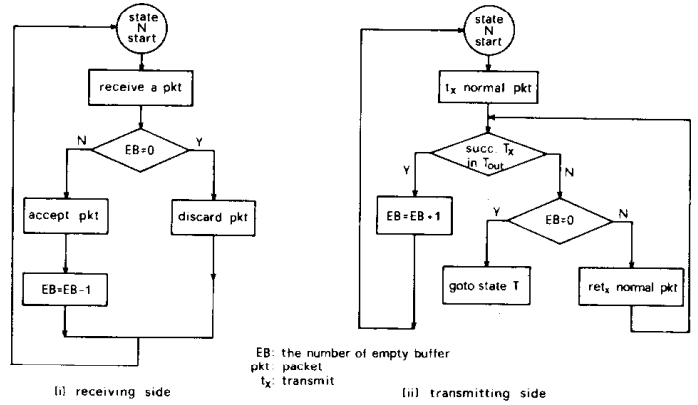 state
N
start
receive a pkt
EB=0
N
Y
accept pkt
discard pkt
EB=EB-1
[i] receiving side
state
N
start
tx normal pkt
succ. Tx
in Tout
Y
N
EB=EB+1
EB=0
Y
N
goto state T
retx normal pkt
EB: the number of empty buffer
pkt: packet
tx: transmit
[ii] transmitting side